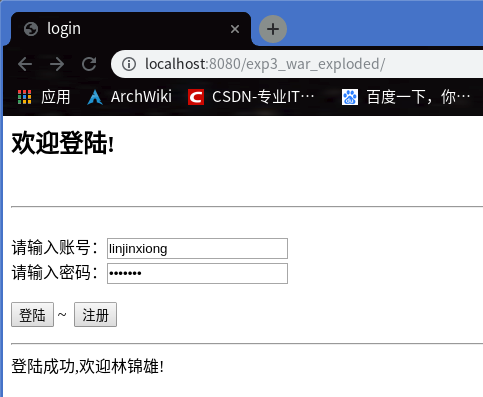 login
localhost:8080/exp3_war_exploded/
应用 ArchWiki CSDN-专业IT… 百度一下，你…
欢迎登陆!
请输入账号： linjinxiong
请输入密码： •••••••
登陆 ~ 注册
登陆成功,欢迎林锦雄!